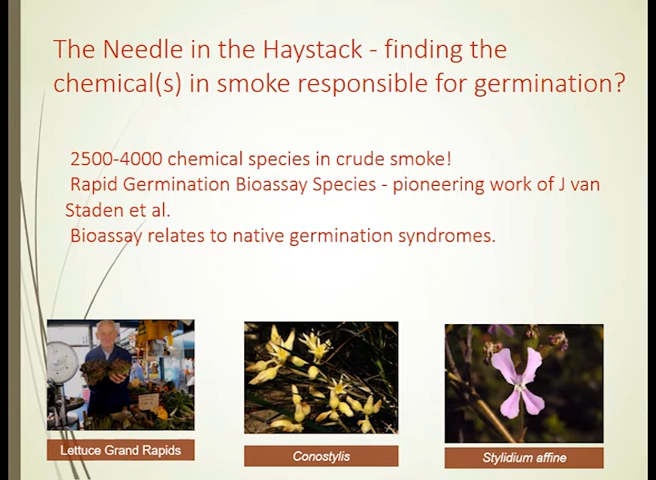 The Needle in the Haystack - finding the
chemical(s) in smoke responsible for germination?
2500-4000 chemical species in crude smoke!
Rapid Germination Bioassay Species - pioneering work of J van
Staden et al.
Bioassay relates to native germination syndromes.
Lettuce Grand Rapids
Conostylis
Stylidium affine